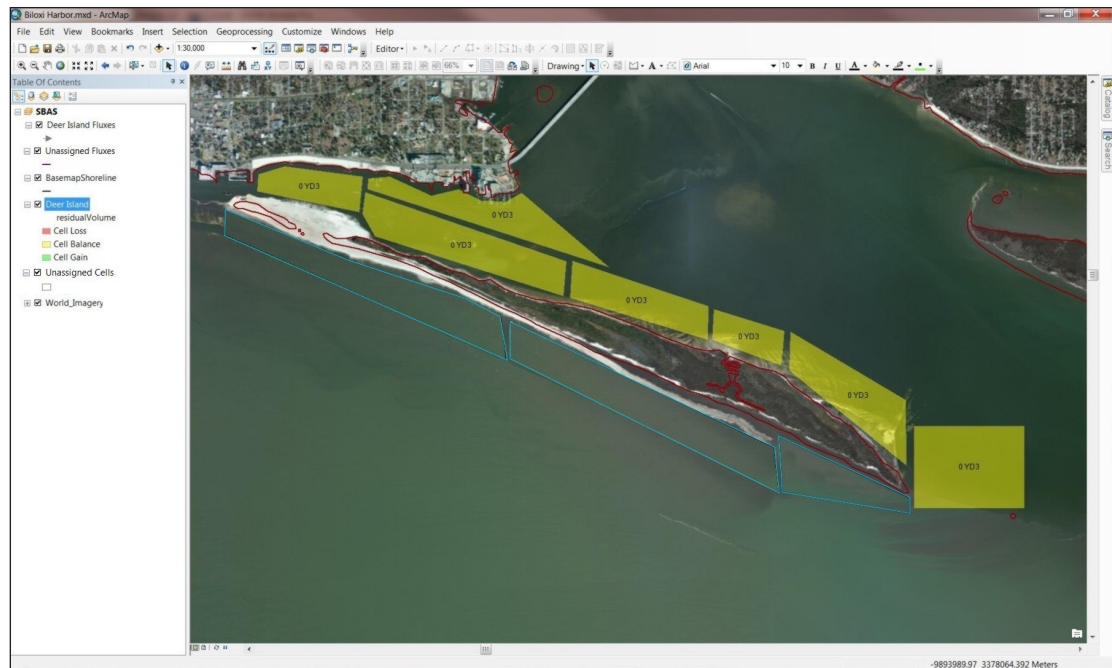 Biloxi Harbor.mxd - ArcMap
File Edit View Bookmarks Insert Selection Geoprocessing Customize Windows Help
1:30,000
Editor
66%
Drawing
A
Arial
10
B I U A
Table Of Contents
SBAS
Deer Island Fluxes
Unassigned Fluxes
BasemapShoreline
Deer Island
residualVolume
Cell Loss
Cell Balance
Cell Gain
Unassigned Cells
World_Imagery
0 YD3
0 YD3
0 YD3
0 YD3
0 YD3
0 YD3
0 YD3
Catalog
Search
-9893989.97 3378064.392 Meters